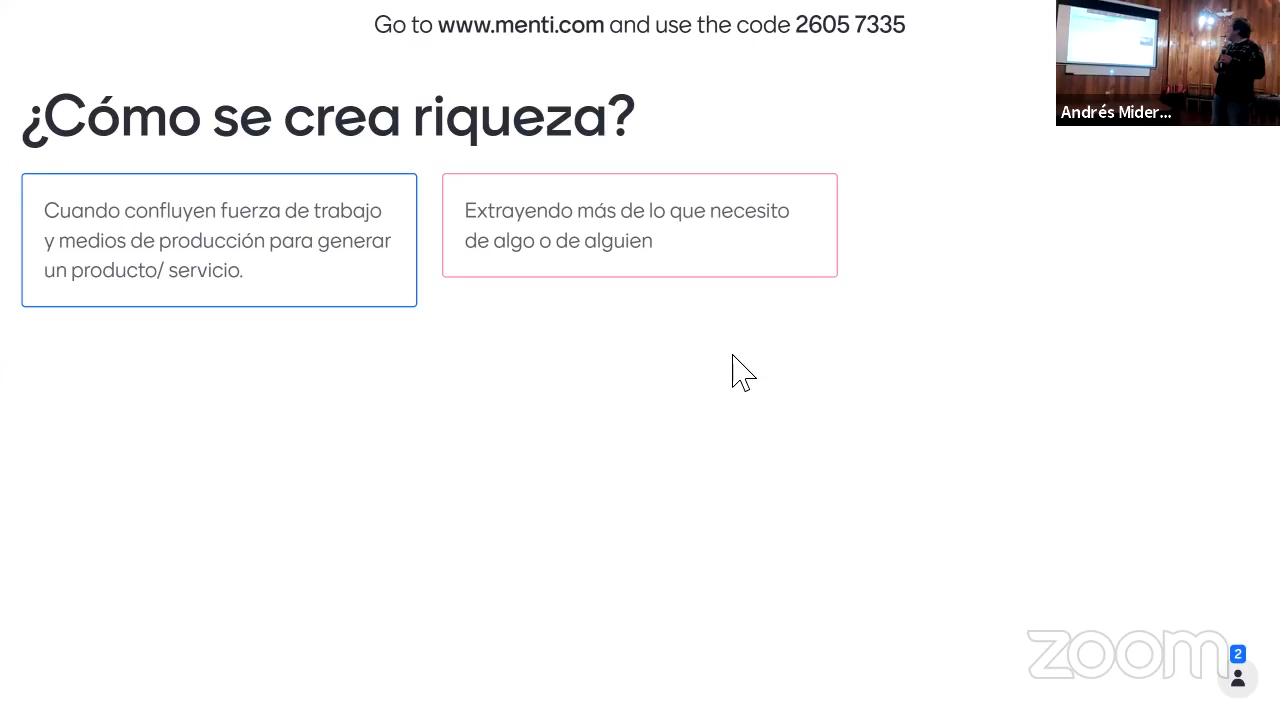 Go to www.menti.com and use the code 2605 7335
¿Cómo se crea riqueza?
Cuando confluyen fuerza de trabajo
y medios de producción para generar
un producto/ servicio.
Extrayendo más de lo que necesito
de algo o de alguien
Andrés Mider...
zoom
2